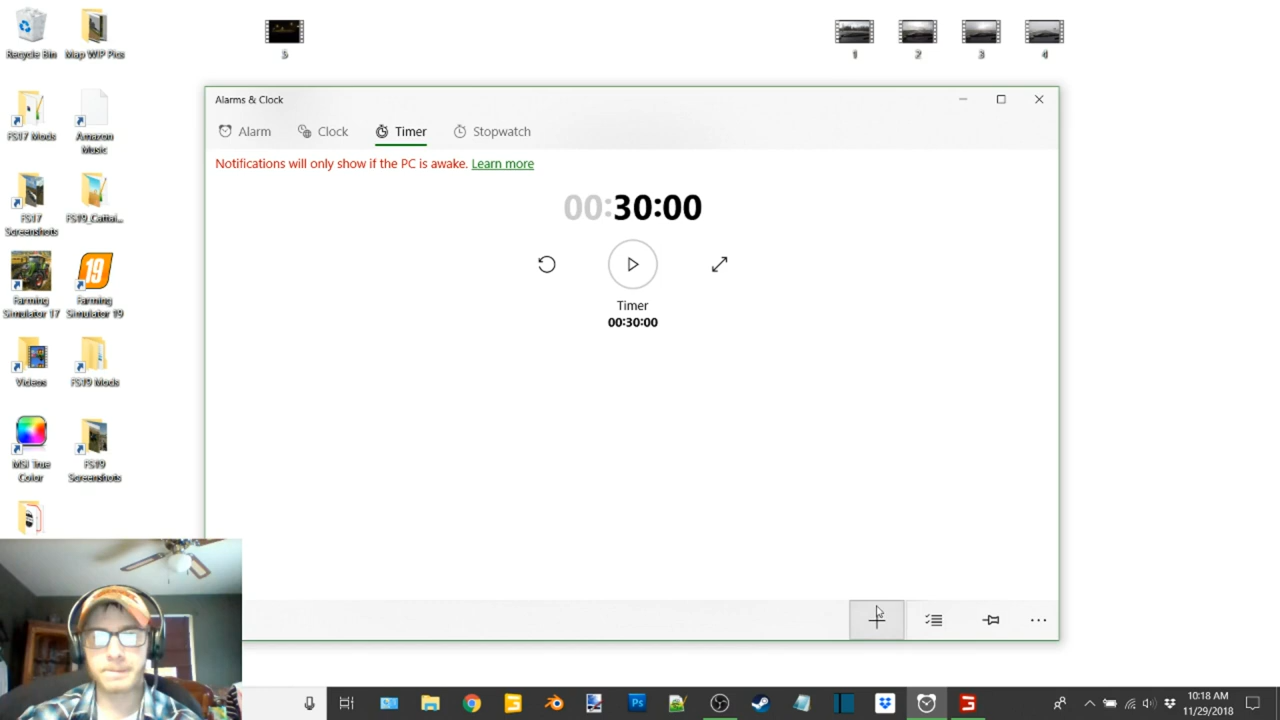 Recycle Bin
Map WIP Pics
5
1
2
3
4
Alarms & Clock
Alarm
Clock
Timer
Stopwatch
Notifications will only show if the PC is awake. Learn more
00:30:00
Timer
00:30:00
FS17 Mods
Amazon
Music
FS17
Screenshots
FS19_Cattai...
Farming
Simulator 17
19
Farming
Simulator 19
Videos
FS19 Mods
MSI True
Color
FS19
Screenshots
Ps
10:18 AM
11/29/2018